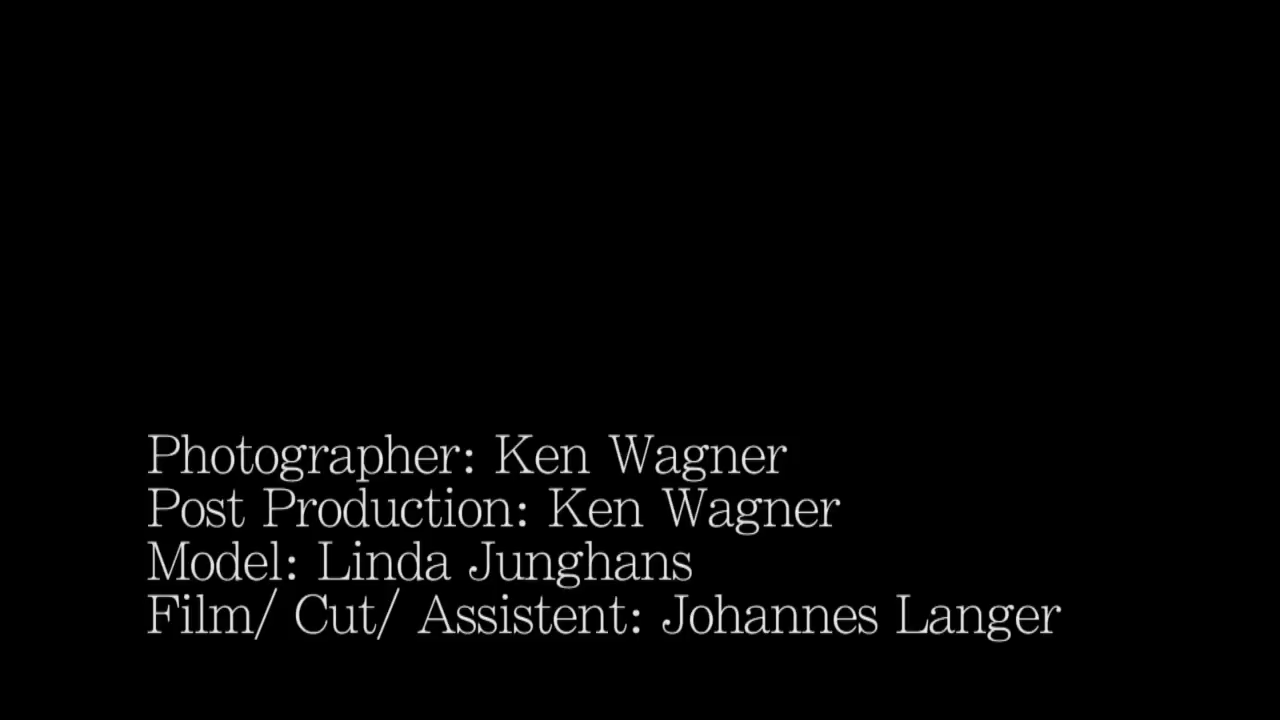 Photographer: Ken Wagner
Post Production: Ken Wagner
Model: Linda Junghans
Film/ Cut/ Assistent: Johannes Langer